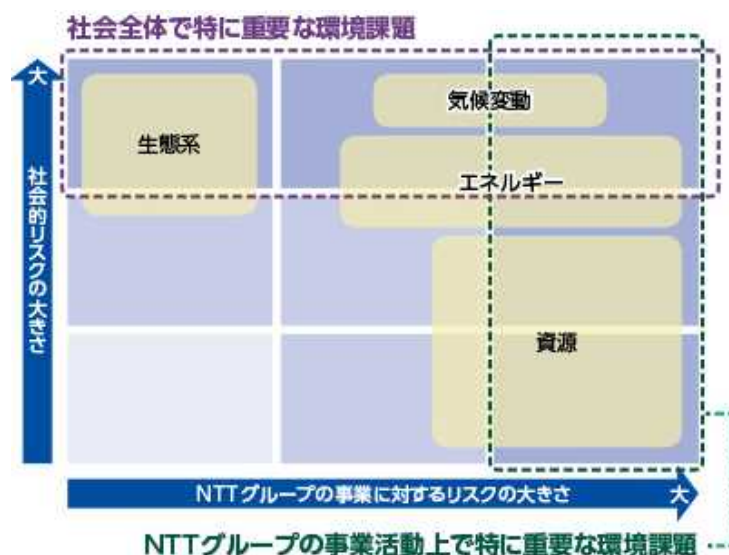 社会全体で特に重要な環境課題
大
気候変動
生態系
エネルギー
社会的リスクの大きさ
資源
NTTグループの事業に対するリスクの大きさ
大
NTTグループの事業活動上で特に重要な環境課題